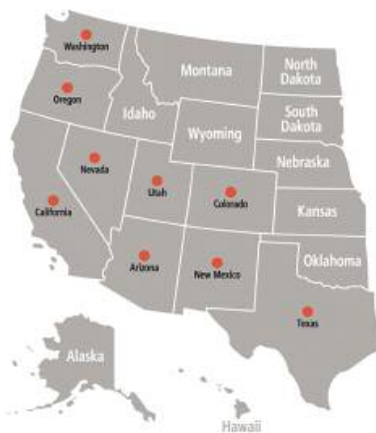 Washington
Montana
North
Dakota
Oregon
Idaho
South
Dakota
Wyoming
Nebraska
Nevada
Utah
Colorado
California
Kansas
Arizona
New Mexico
Oklahoma
Texas
Alaska
Hawaii